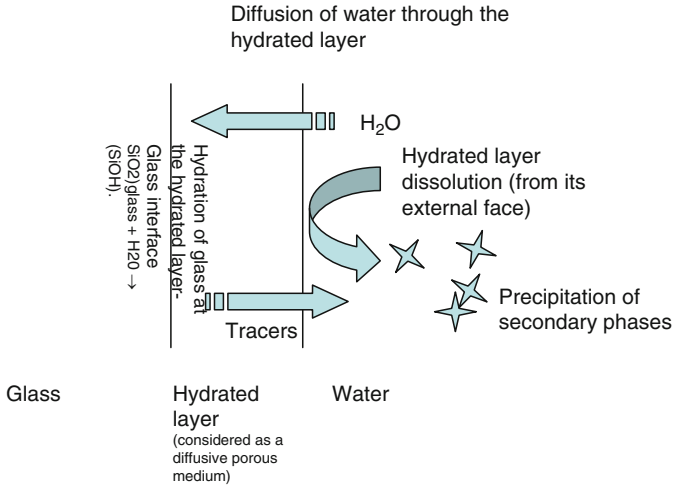 Diffusion of water through the
hydrated layer
H₂O
Hydration of glass at
the hydrated layer-
Glass interface
SiO2)glass + H20 →
(SiOH).
Hydrated layer
dissolution (from its
external face)
Precipitation of
secondary phases
Tracers
Glass
Hydrated
layer
(considered as a
diffusive porous
medium)
Water